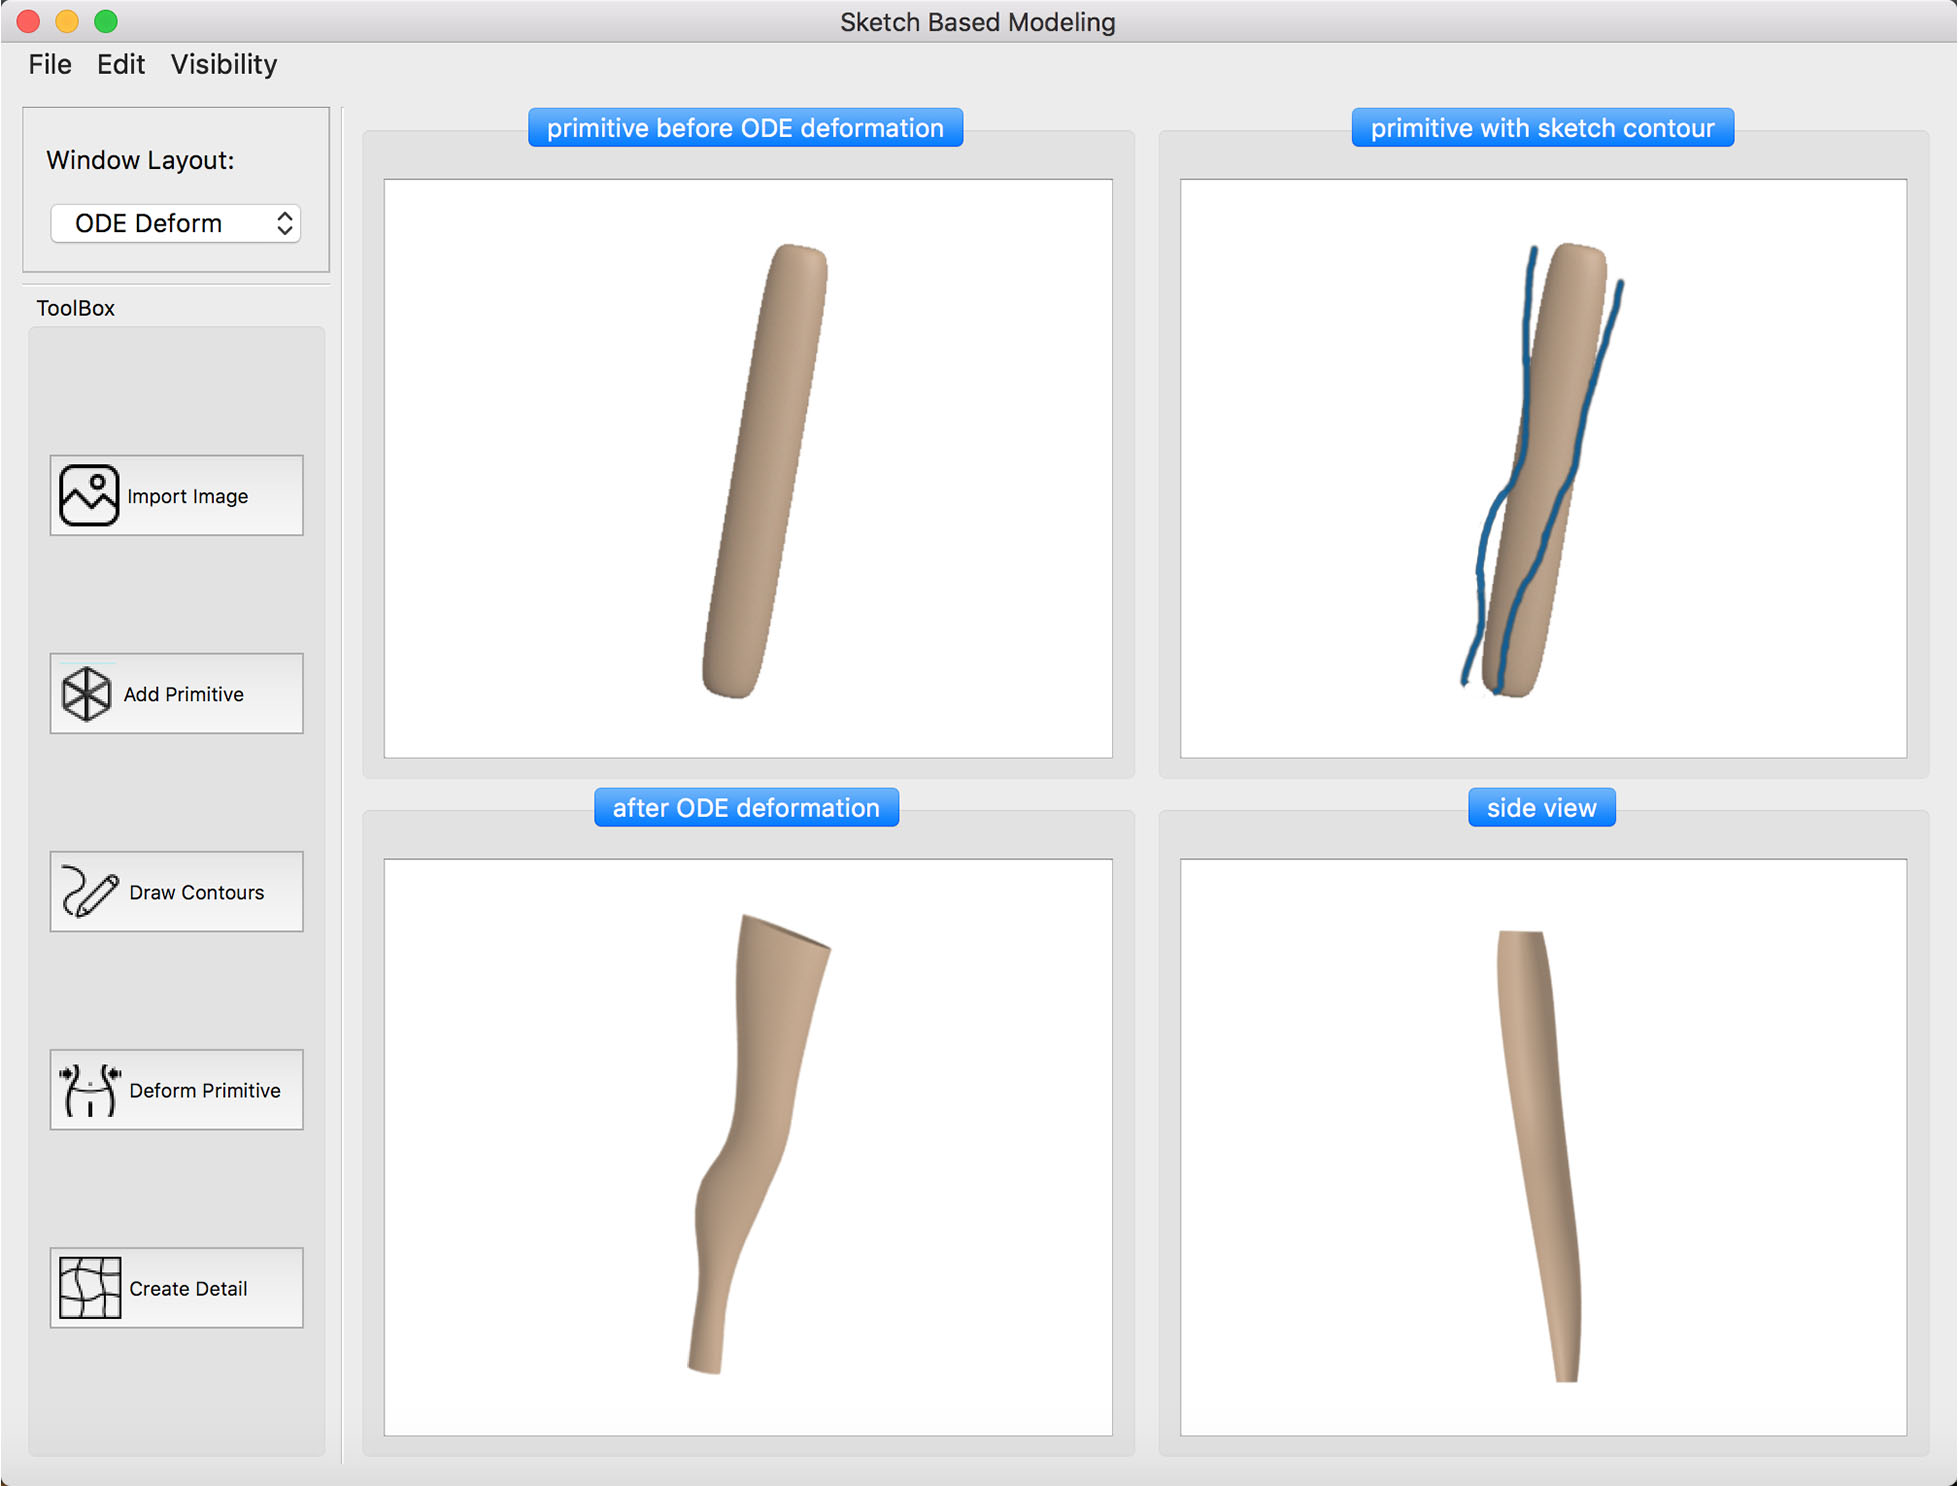 Sketch Based Modeling
File Edit Visibility
Window Layout:
ODE Deform
ToolBox
Import Image
Add Primitive
Draw Contours
Deform Primitive
Create Detail
primitive before ODE deformation
primitive with sketch contour
after ODE deformation
side view